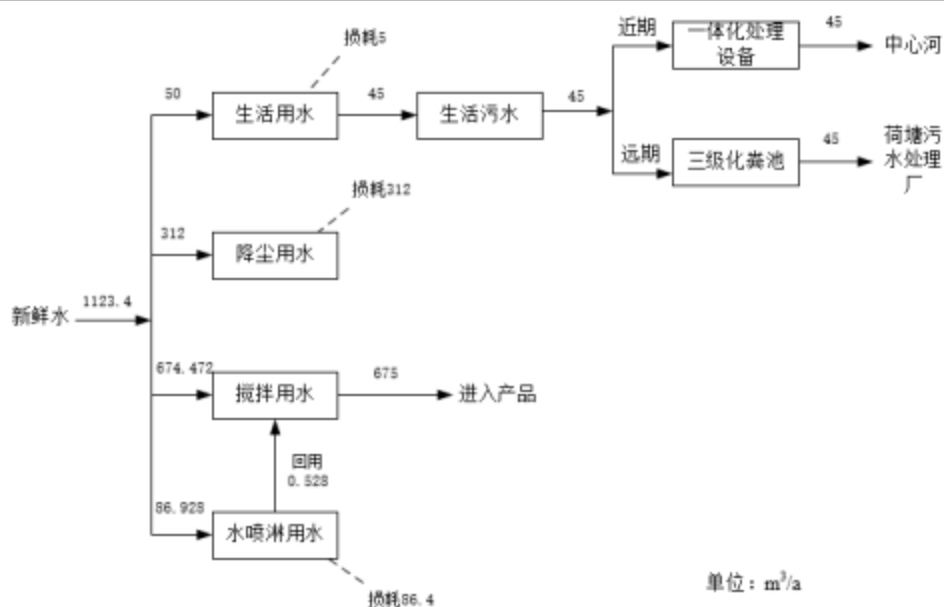 损耗5
近期
一体化处理
设备
45
中心河
50
生活用水
45
生活污水
45
远期
三级化粪池
45
荷塘污
水处理
厂
损耗312
312
降尘用水
新鲜水
1123.4
674.472
搅拌用水
675
进入产品
回用
0.528
86.928
水喷淋用水
损耗86.4
单位：m³/a